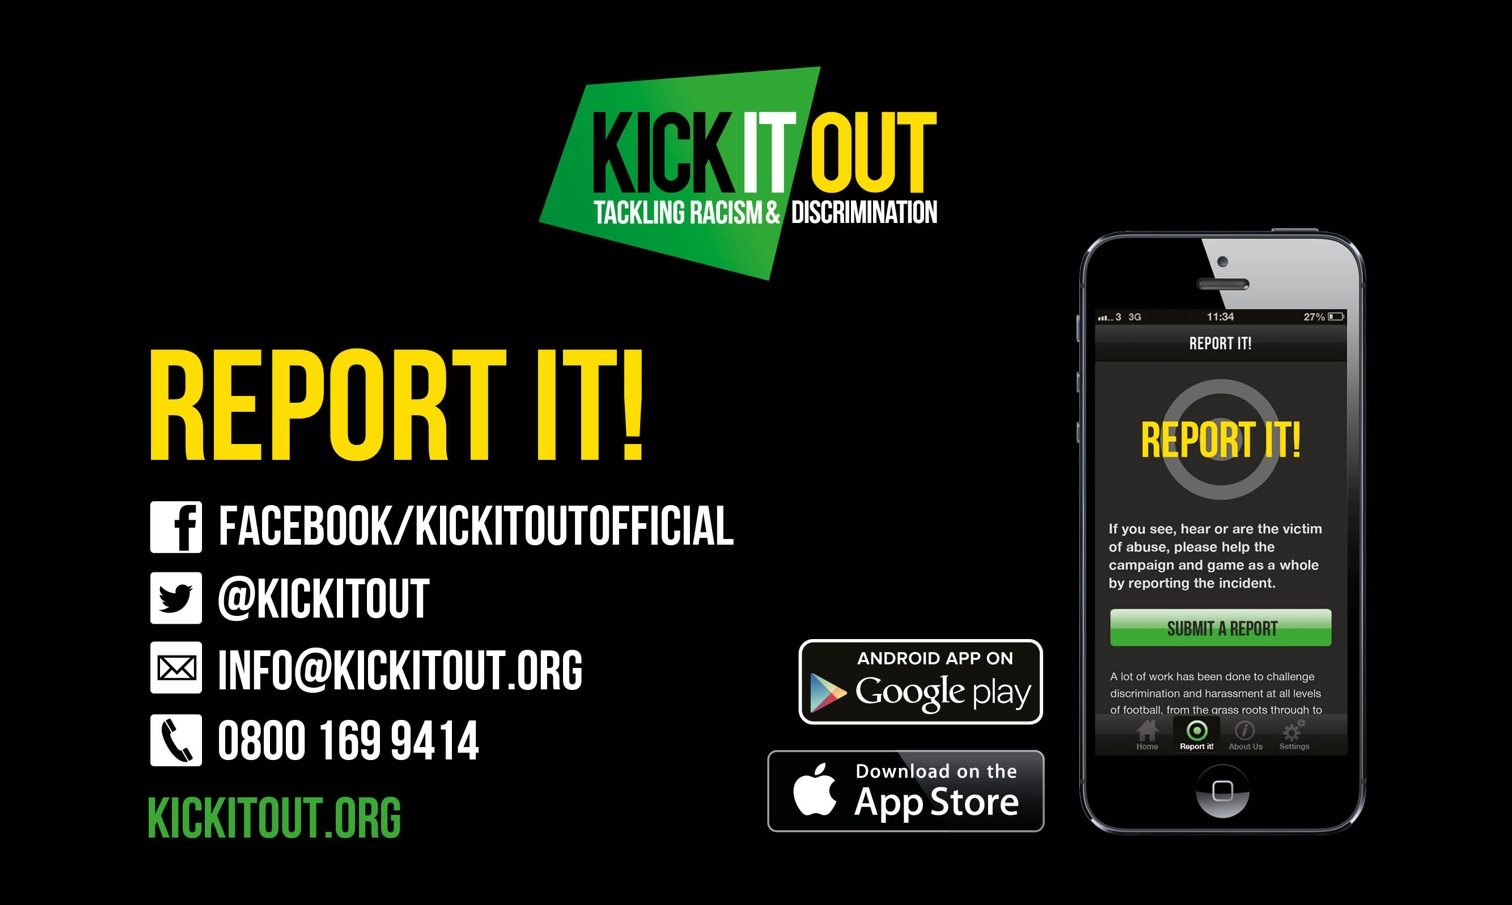 KICK IT OUT
TACKLING RACISM & DISCRIMINATION
REPORT IT!
FACEBOOK/KICKITOUTOFFICIAL
@KICKITOUT
INFO@KICKITOUT.ORG
0800 169 9414
KICKITOUT.ORG
ANDROID APP ON
Google play
Download on the
App Store
3 3G 11:34 27%
REPORT IT!
REPORT IT!
If you see, hear or are the victim
of abuse, please help the
campaign and game as a whole
by reporting the incident.
SUBMIT A REPORT
A lot of work has been done to challenge
discrimination and harassment at all levels
of football, from the grass roots through to
Home Report it! About Us Settings